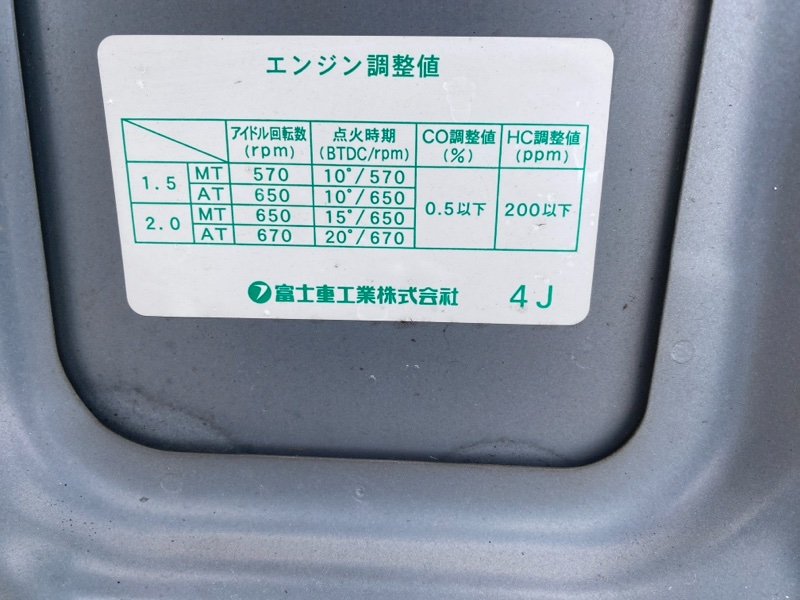 エンジン調整値
アイドル回転数 点火時期 CO調整値 HC調整値
(rpm) (BTDC/rpm) (%) (ppm)
1.5 MT 570 10°/570 0.5以下 200以下
AT 650 10°/650
2.0 MT 650 15°/650
AT 670 20°/670
フ富士重工業株式会社 4J